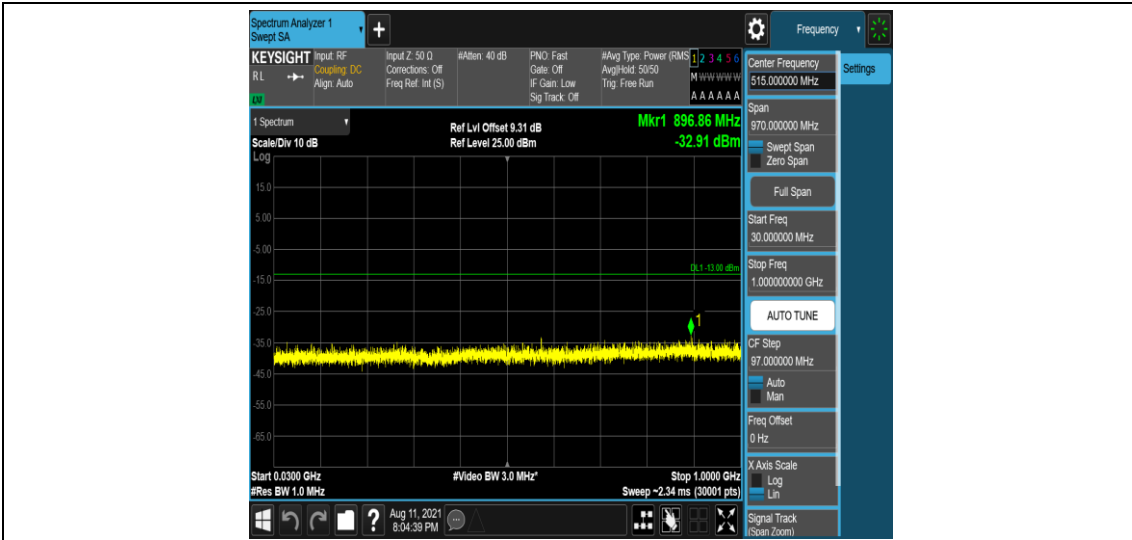 Spectrum Analyzer 1
Swept SA
+
Frequency
KEYSIGHT
RL
LXI
Input: RF
Coupling: DC
Align: Auto
Input Z: 50 Ω
Corrections: Off
Freq Ref: Int (S)
#Atten: 40 dB
PNO: Fast
Gate: Off
IF Gain: Low
Sig Track: Off
#Avg Type: Power (RMS
Avg|Hold: 50/50
Trig: Free Run
1 2 3 4 5 6
M W W W W W
A A A A A A
1 Spectrum
Scale/Div 10 dB
Log
Ref Lvl Offset 9.31 dB
Ref Level 25.00 dBm
Mkr1 896.86 MHz
-32.91 dBm
15.0
5.00
-5.00
-15.0
-25.0
-35.0
-45.0
-55.0
-65.0
DL1 -13.00 dBm
1
Start 0.0300 GHz
#Res BW 1.0 MHz
#Video BW 3.0 MHz*
Stop 1.0000 GHz
Sweep ~2.34 ms (30001 pts)
?
Aug 11, 2021
8:04:39 PM
Center Frequency
515.000000 MHz
Settings
Span
970.000000 MHz
Swept Span
Zero Span
Full Span
Start Freq
30.000000 MHz
Stop Freq
1.000000000 GHz
AUTO TUNE
CF Step
97.000000 MHz
Auto
Man
Freq Offset
0 Hz
X Axis Scale
Log
Lin
Signal Track
(Span Zoom)